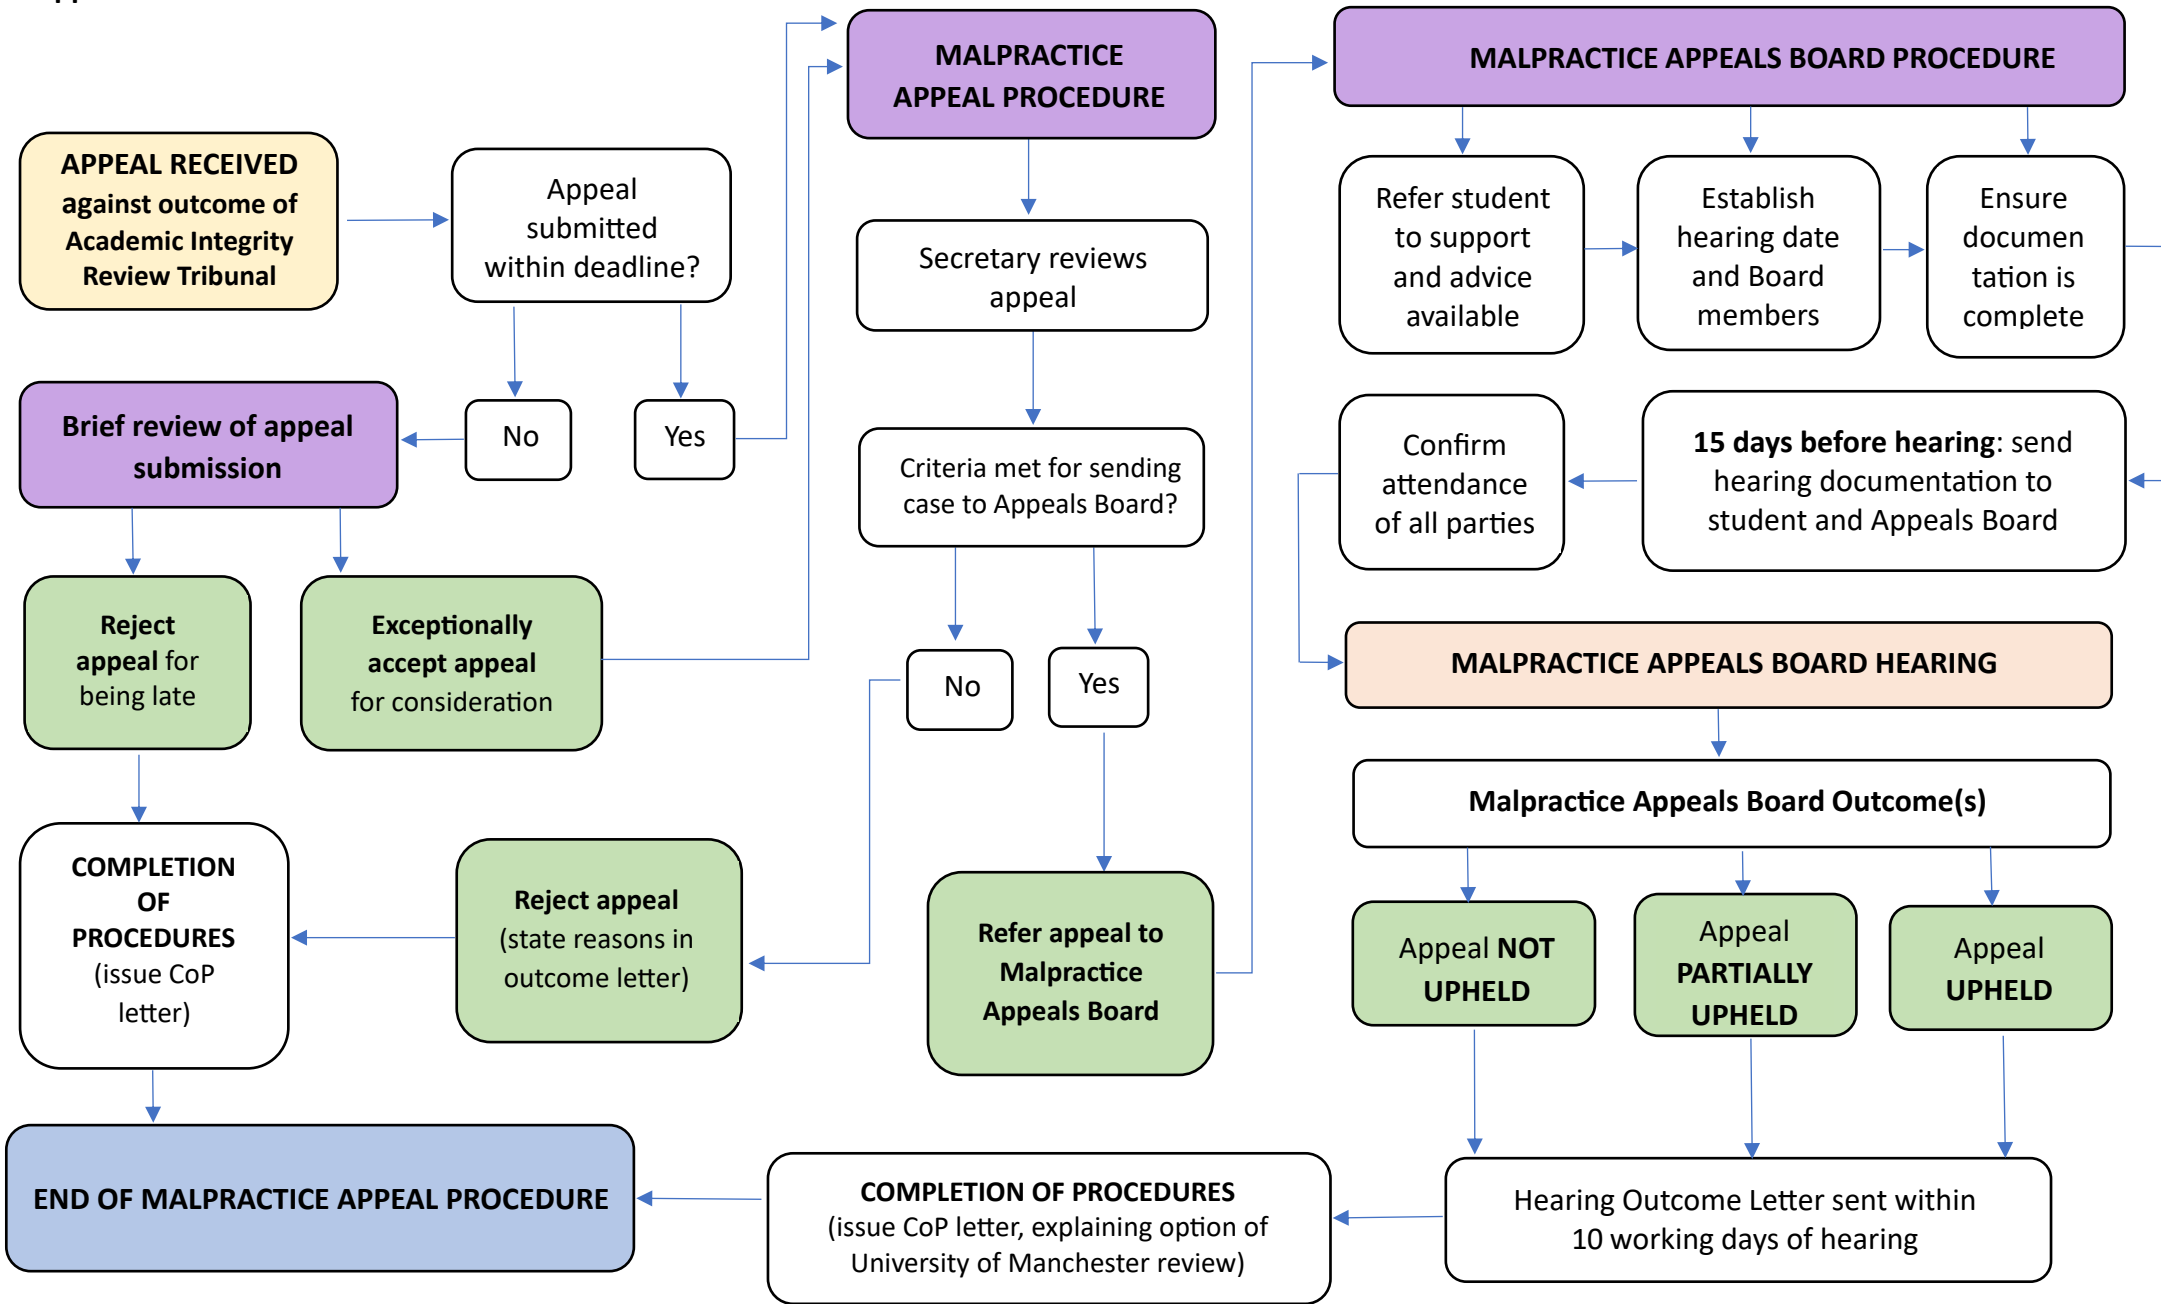 MALPRACTICE
APPEAL PROCEDURE
MALPRACTICE APPEALS BOARD PROCEDURE
APPEAL RECEIVED
against outcome of
Academic Integrity
Review Tribunal
Appeal
submitted
within deadline?
Secretary reviews
appeal
Refer student
to support
and advice
available
Establish
hearing date
and Board
members
Ensure
documen
tation is
complete
Brief review of appeal
submission
No
Yes
Criteria met for sending
case to Appeals Board?
Confirm
attendance
of all parties
15 days before hearing: send
hearing documentation to
student and Appeals Board
Reject
appeal for
being late
Exceptionally
accept appeal
for consideration
No
Yes
MALPRACTICE APPEALS BOARD HEARING
Malpractice Appeals Board Outcome(s)
COMPLETION
OF
PROCEDURES
(issue CoP
letter)
Reject appeal
(state reasons in
outcome letter)
Refer appeal to
Malpractice
Appeals Board
Appeal NOT
UPHELD
Appeal
PARTIALLY
UPHELD
Appeal
UPHELD
END OF MALPRACTICE APPEAL PROCEDURE
COMPLETION OF PROCEDURES
(issue CoP letter, explaining option of
University of Manchester review)
Hearing Outcome Letter sent within
10 working days of hearing